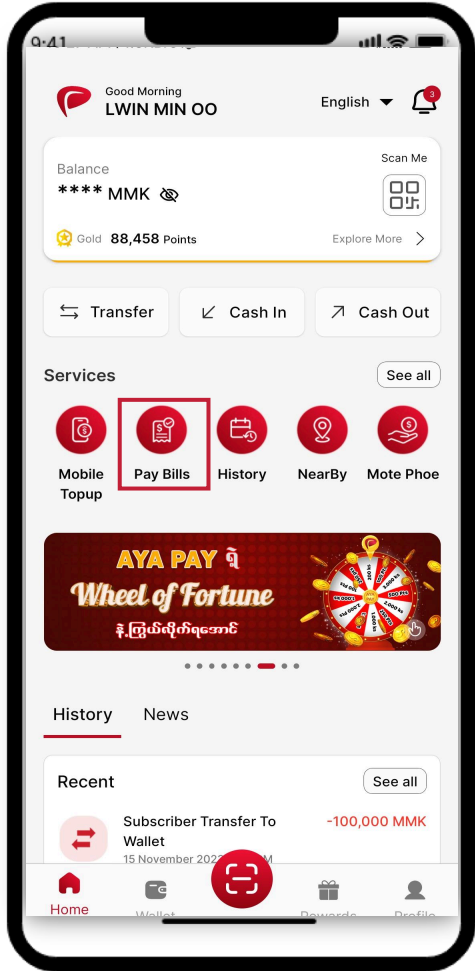 9:41
Good Morning
LWIN MIN OO
English
3
Balance
Scan Me
**** MMK
Gold 88,458 Points
Explore More
Transfer
Cash In
Cash Out
Services
See all
Mobile Topup
Pay Bills
History
NearBy
Mote Phoe
AYA PAY ရဲ့
Wheel of Fortune
နဲ့ကြွယ်လိုက်ရအောင်
History
News
Recent
See all
Subscriber Transfer To
-100,000 MMK
Wallet
15 November
Home
Wallet
Rewards
Profile